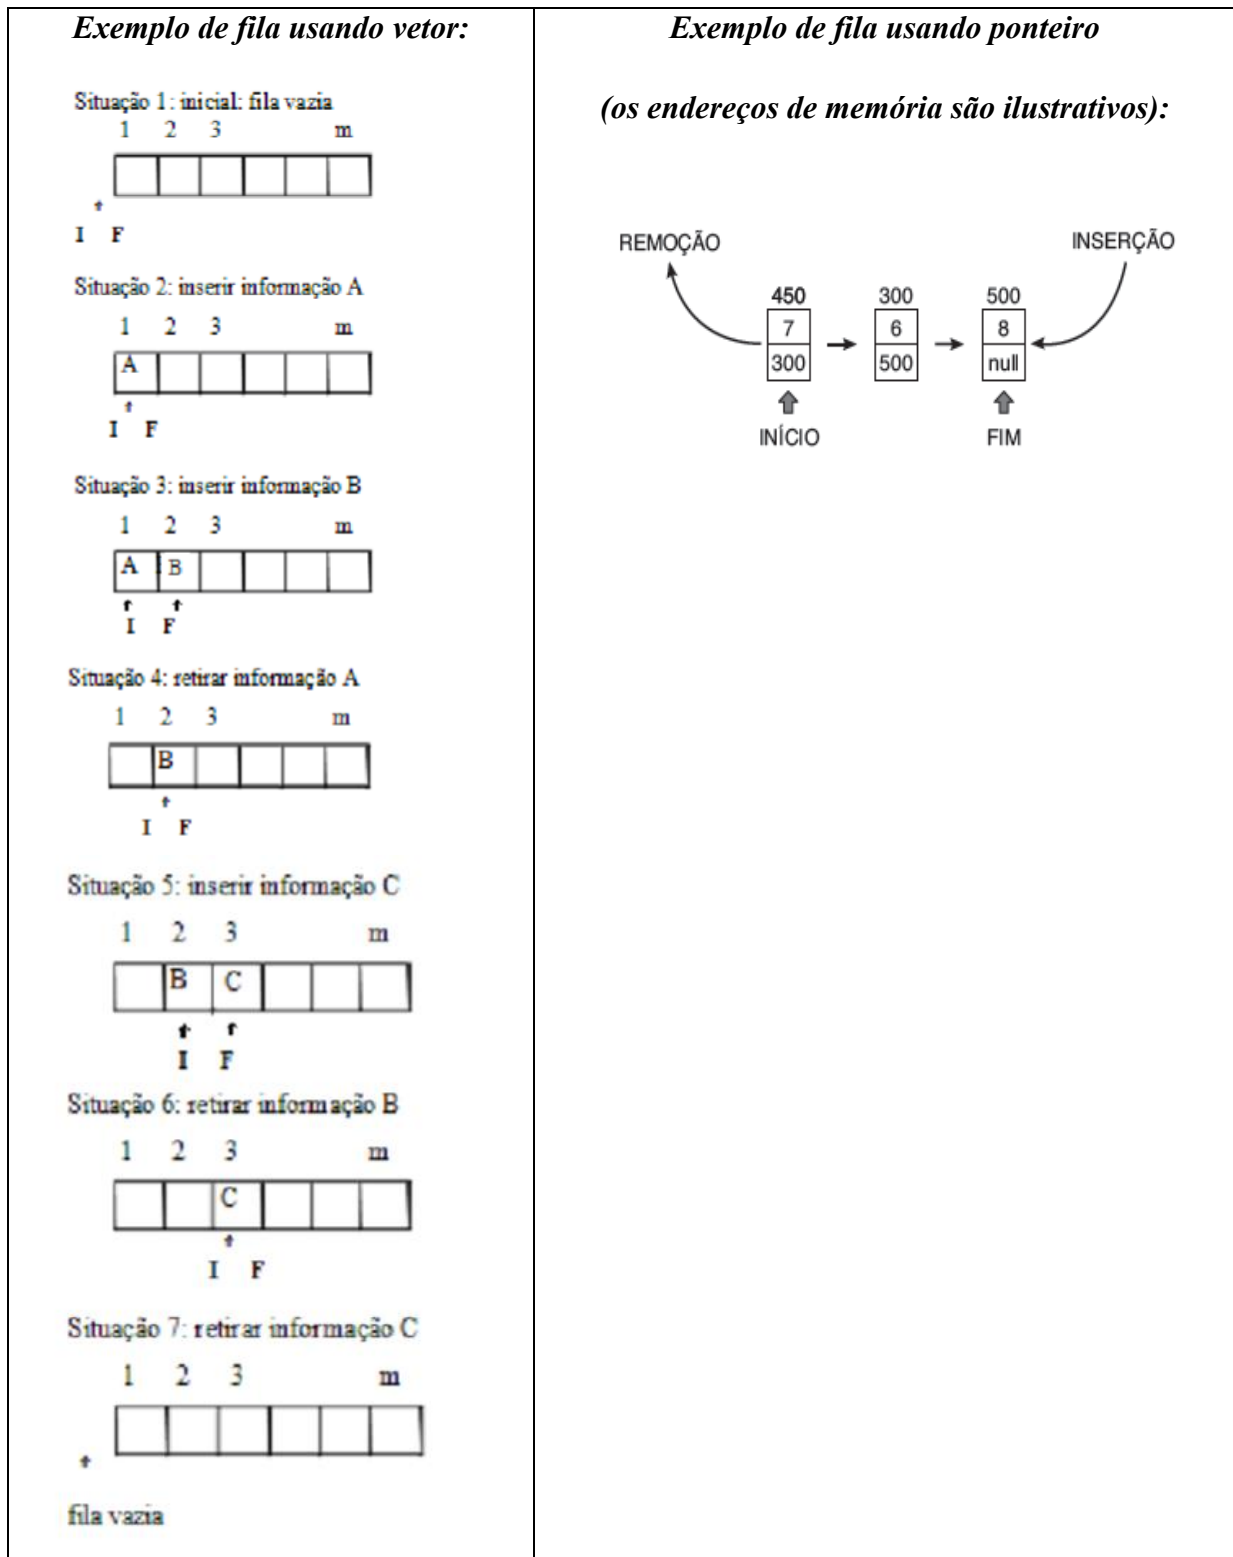 Exemplo de fila usando vetor:
Situação 1: inicial: fila vazia
1 2 3 m
I F
Situação 2: inserir informação A
1 2 3 m
A
I F
Situação 3: inserir informação B
1 2 3 m
A B
I F
Situação 4: retirar informação A
1 2 3 m
B
I F
Situação 5: inserir informação C
1 2 3 m
B C
I F
Situação 6: retirar informação B
1 2 3 m
C
I F
Situação 7: retirar informação C
1 2 3 m
fila vazia
Exemplo de fila usando ponteiro
(os endereços de memória são ilustrativos):
REMOÇÃO INSERÇÃO
450 300 500
7 6 8
300 500 null
INÍCIO FIM